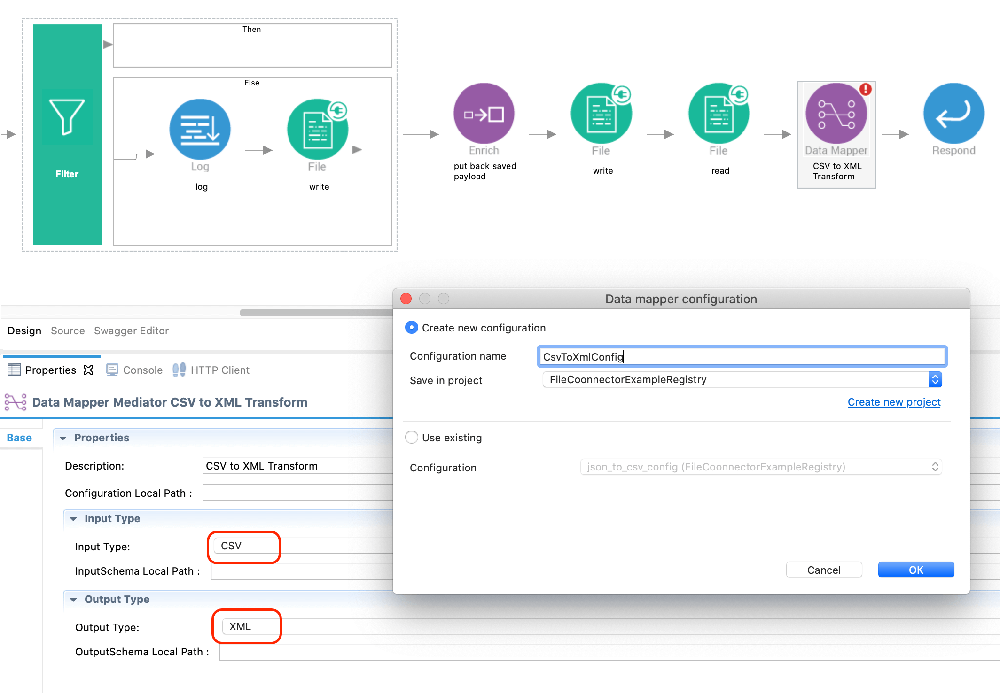 Then
Else
Filter
Log
log
File
write
Enrich
put back saved
payload
File
write
File
read
Data Mapper
CSV to XML
Transform
Respond
Design Source Swagger Editor
Properties Console HTTP Client
Data Mapper Mediator CSV to XML Transform
Base
Properties
Description: CSV to XML Transform
Configuration Local Path :
Input Type
Input Type: CSV
InputSchema Local Path :
Output Type
Output Type: XML
OutputSchema Local Path :
Data mapper configuration
Create new configuration
Configuration name CsvToXmlConfig
Save in project FileCoonnectorExampleRegistry
Create new project
Use existing
Configuration json_to_csv_config (FileCoonnectorExampleRegistry)
Cancel OK